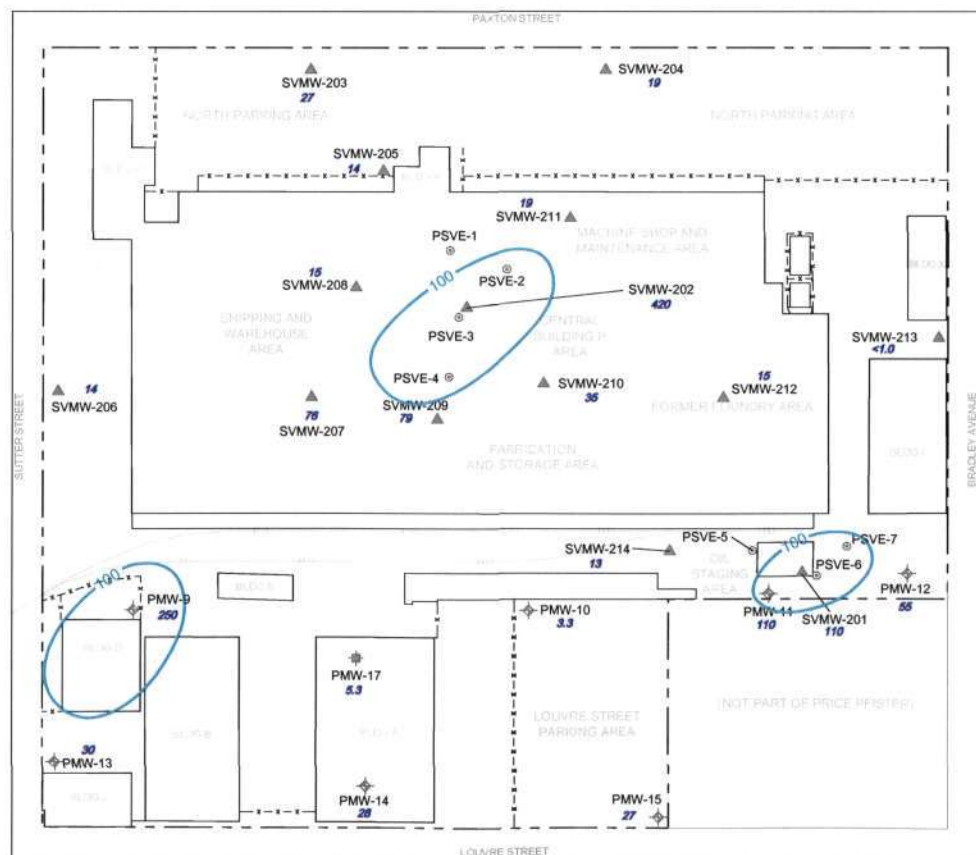 PAXTON STREET
SVMW-203
27
SVMW-204
19
NORTH PARKING AREA
NORTH PARKING AREA
SVMW-205
14
19
SVMW-211
MACHINE SHOP AND
MAINTENANCE AREA
PSVE-1
100
PSVE-2
15
SVMW-208
SVMW-202
420
PSVE-3
SHIPPING AND
WAREHOUSE
AREA
CENTRAL
BUILDING P
AREA
SVMW-213
<1.0
PSVE-4
SVMW-210
35
15
SVMW-212
14
SVMW-206
76
SVMW-207
SVMW-209
79
FORMER FOUNDRY AREA
FABRICATION
AND STORAGE AREA
SUTTER STREET
BRADLEY AVENUE
PSVE-5
PSVE-7
100
SVMW-214
13
OIL
STAGING
AREA
PSVE-6
PMW-12
55
PMW-11
110
SVMW-201
110
100
PMW-9
250
PMW-10
3.3
PMW-17
5.3
LOUVRE STREET
PARKING AREA
(NOT PART OF PRICE PFISTER)
30
PMW-13
PMW-14
28
PMW-15
27
LOUVRE STREET